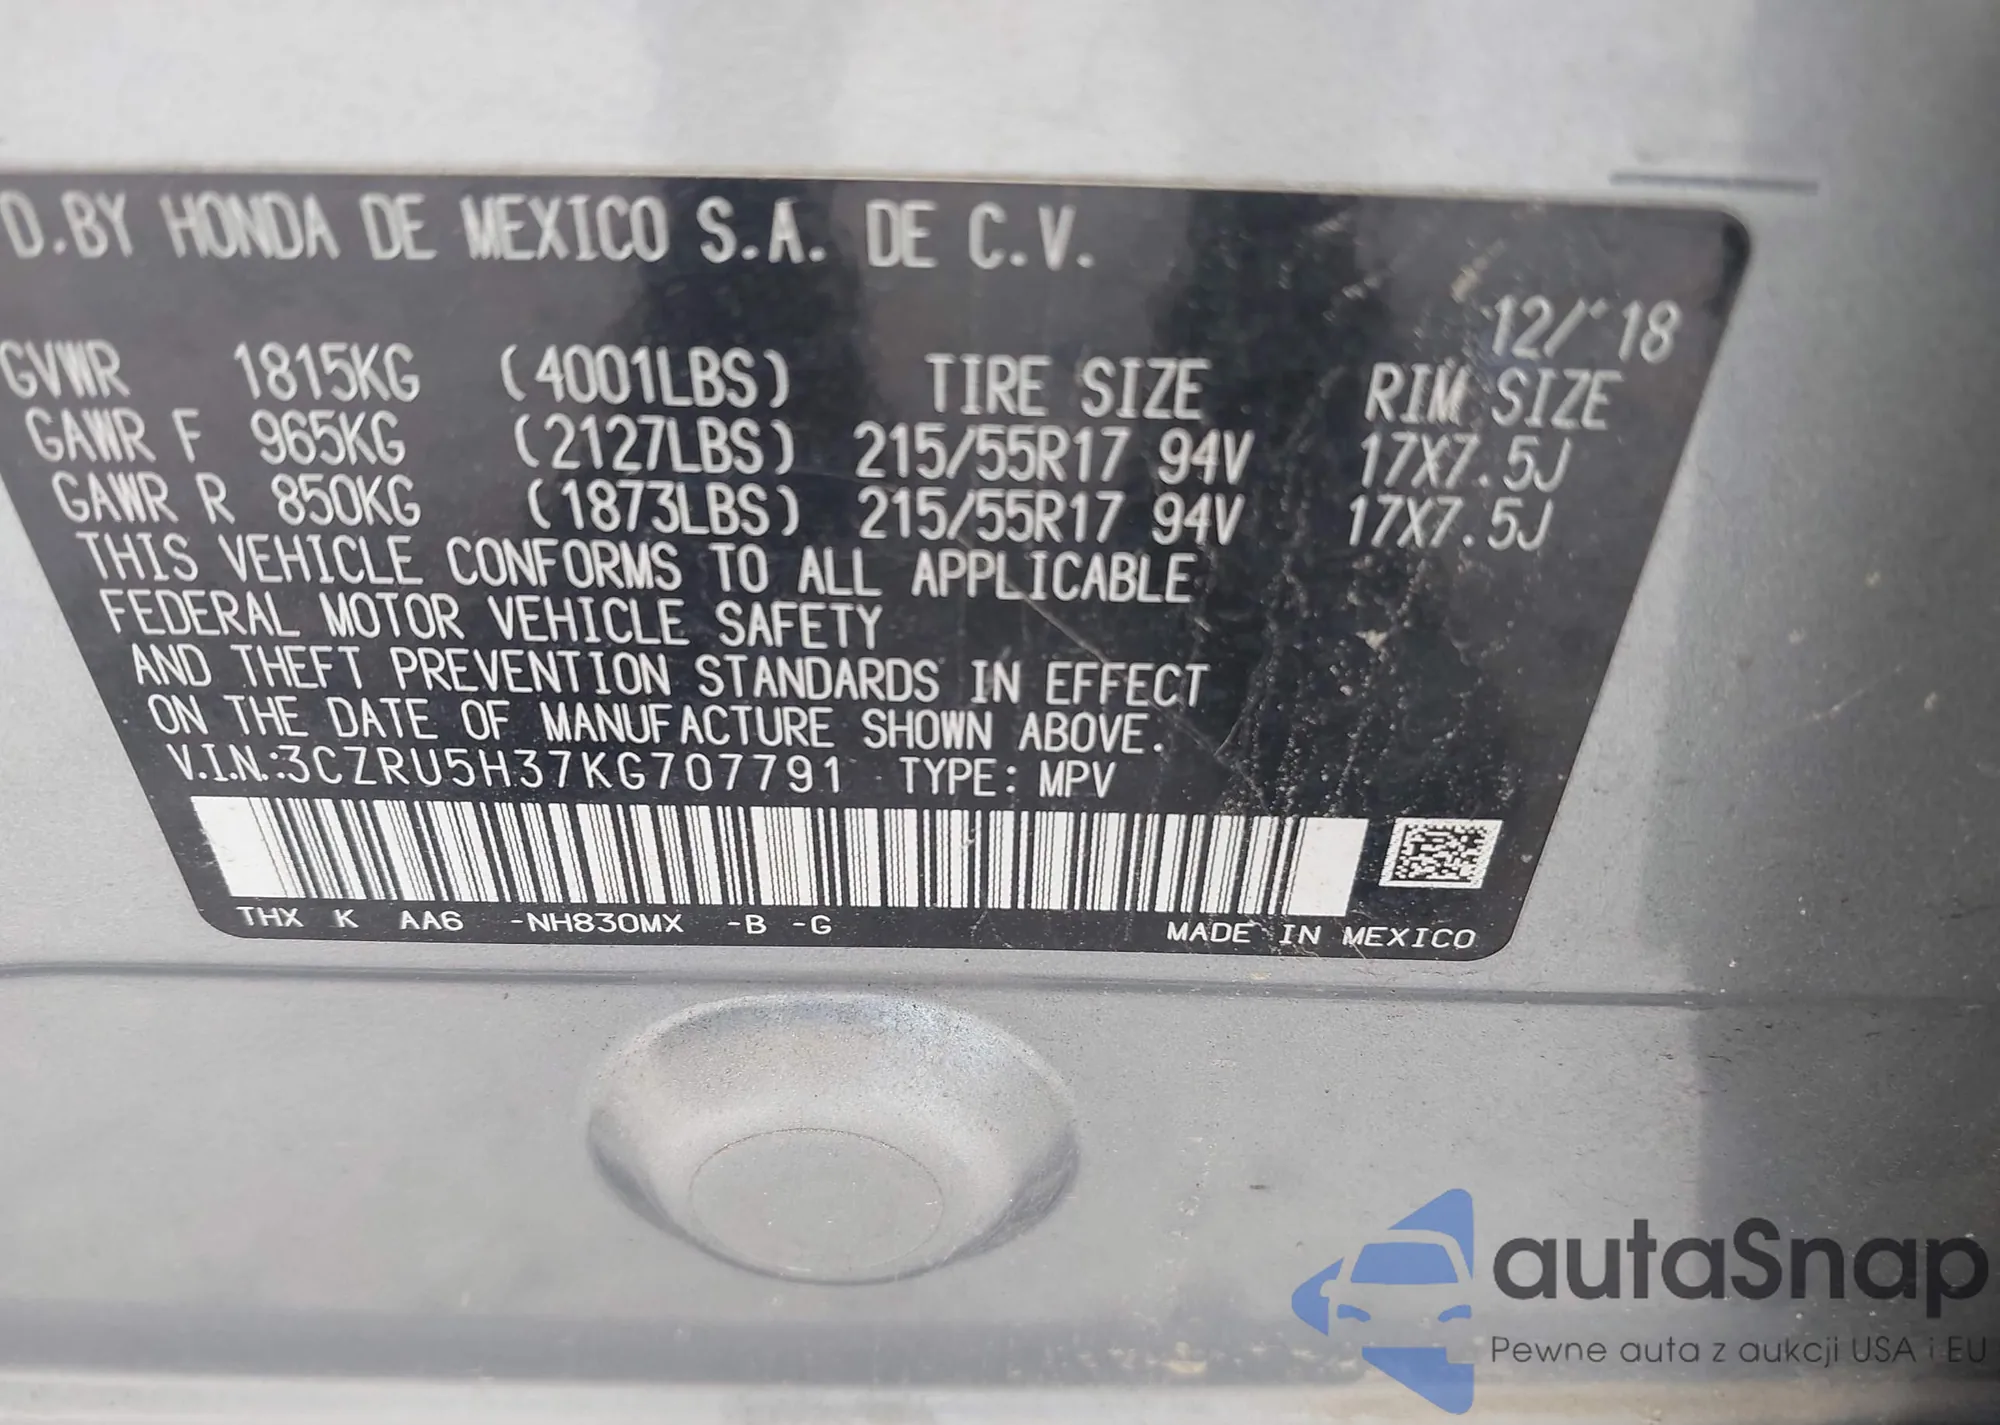 D.BY HONDA DE MEXICO S.A. DE C.V.
12/'18
GVWR 1815KG (4001LBS) TIRE SIZE RIM SIZE
GAWR F 965KG (2127LBS) 215/55R17 94V 17X7.5J
GAWR R 850KG (1873LBS) 215/55R17 94V 17X7.5J
THIS VEHICLE CONFORMS TO ALL APPLICABLE
FEDERAL MOTOR VEHICLE SAFETY
AND THEFT PREVENTION STANDARDS IN EFFECT
ON THE DATE OF MANUFACTURE SHOWN ABOVE.
V.I.N.:3CZRU5H37KG707791 TYPE: MPV
THX K AA6 -NH830MX -B -G MADE IN MEXICO
autaSnap
Pewne auta z aukcji USA i EU